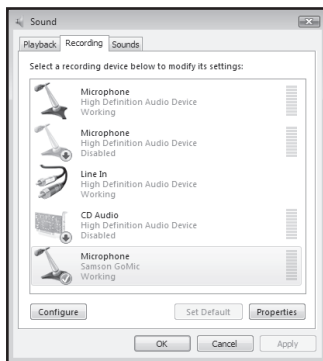 Sound
Playback Recording Sounds
Select a recording device below to modify its settings:
Microphone
High Definition Audio Device
Working
Microphone
High Definition Audio Device
Disabled
Line In
High Definition Audio Device
Working
CD Audio
High Definition Audio Device
Disabled
Microphone
Samson GoMic
Working
Configure Set Default Properties
OK Cancel Apply